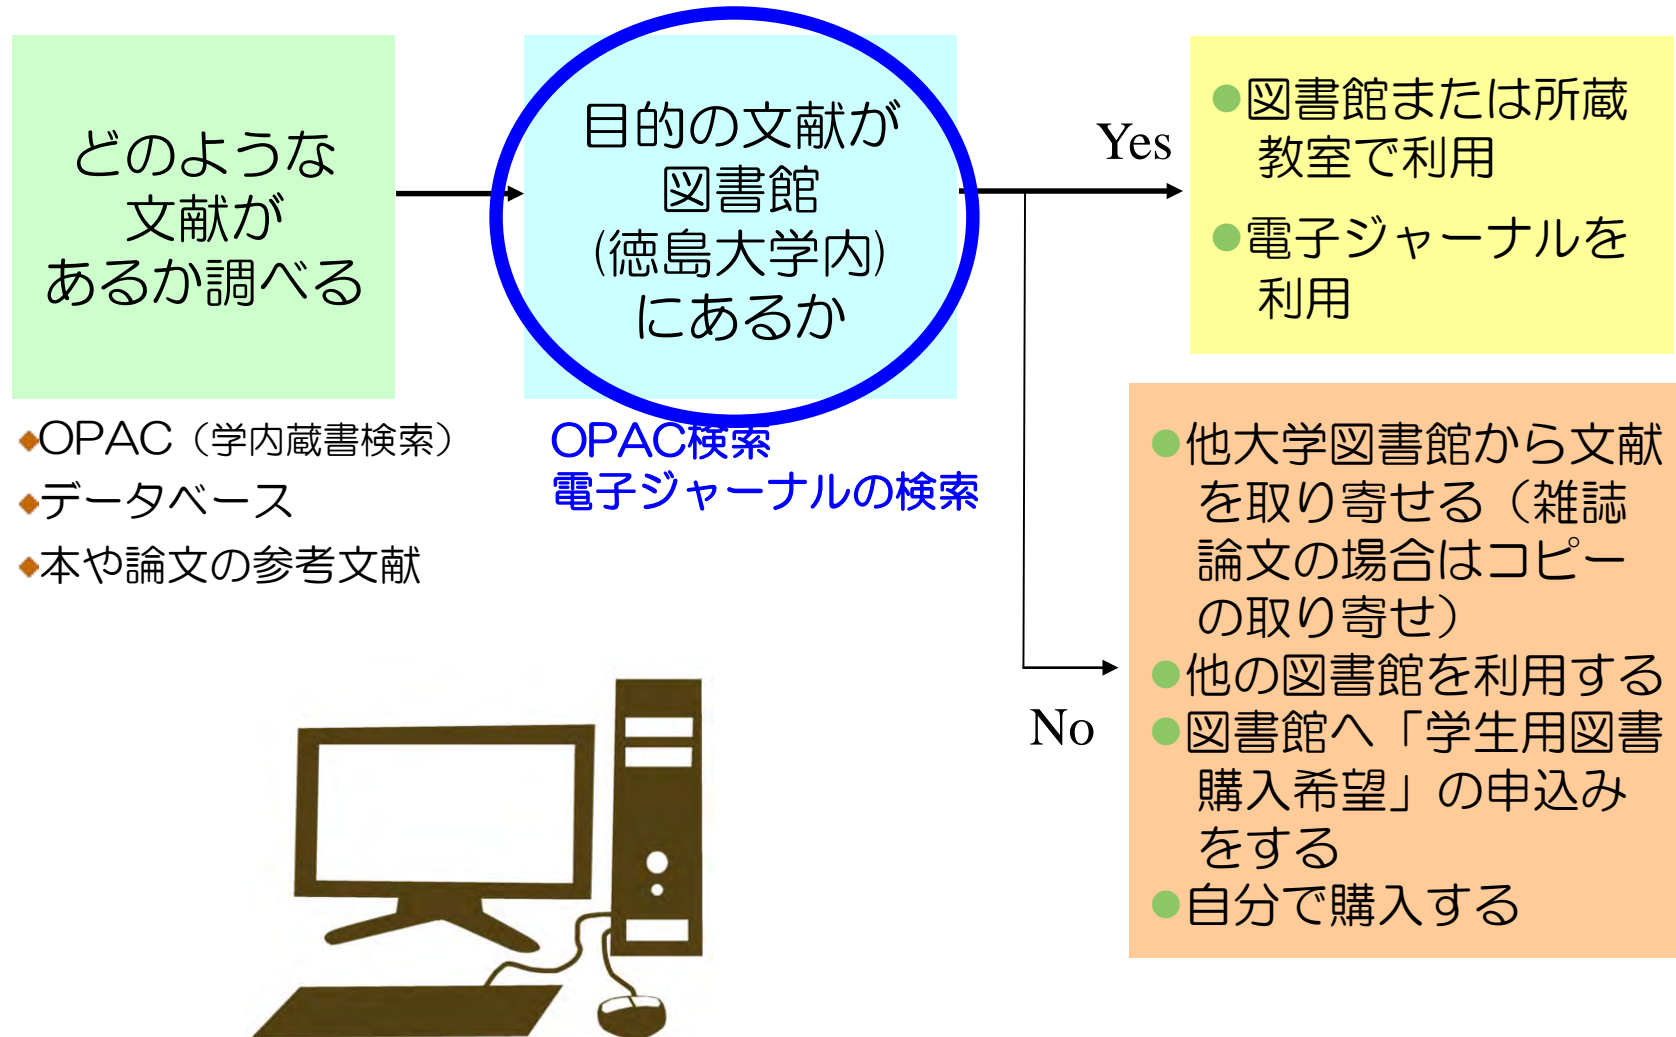 どのような
文献が
あるか調べる
◆OPAC（学内蔵書検索）
◆データベース
◆本や論文の参考文献
目的の文献が
図書館
(徳島大学内)
にあるか
OPAC検索
電子ジャーナルの検索
Yes
●図書館または所蔵
教室で利用
●電子ジャーナルを
利用
No
●他大学図書館から文献
を取り寄せる（雑誌
論文の場合はコピー
の取り寄せ）
●他の図書館を利用する
●図書館へ「学生用図書
購入希望」の申込み
をする
●自分で購入する